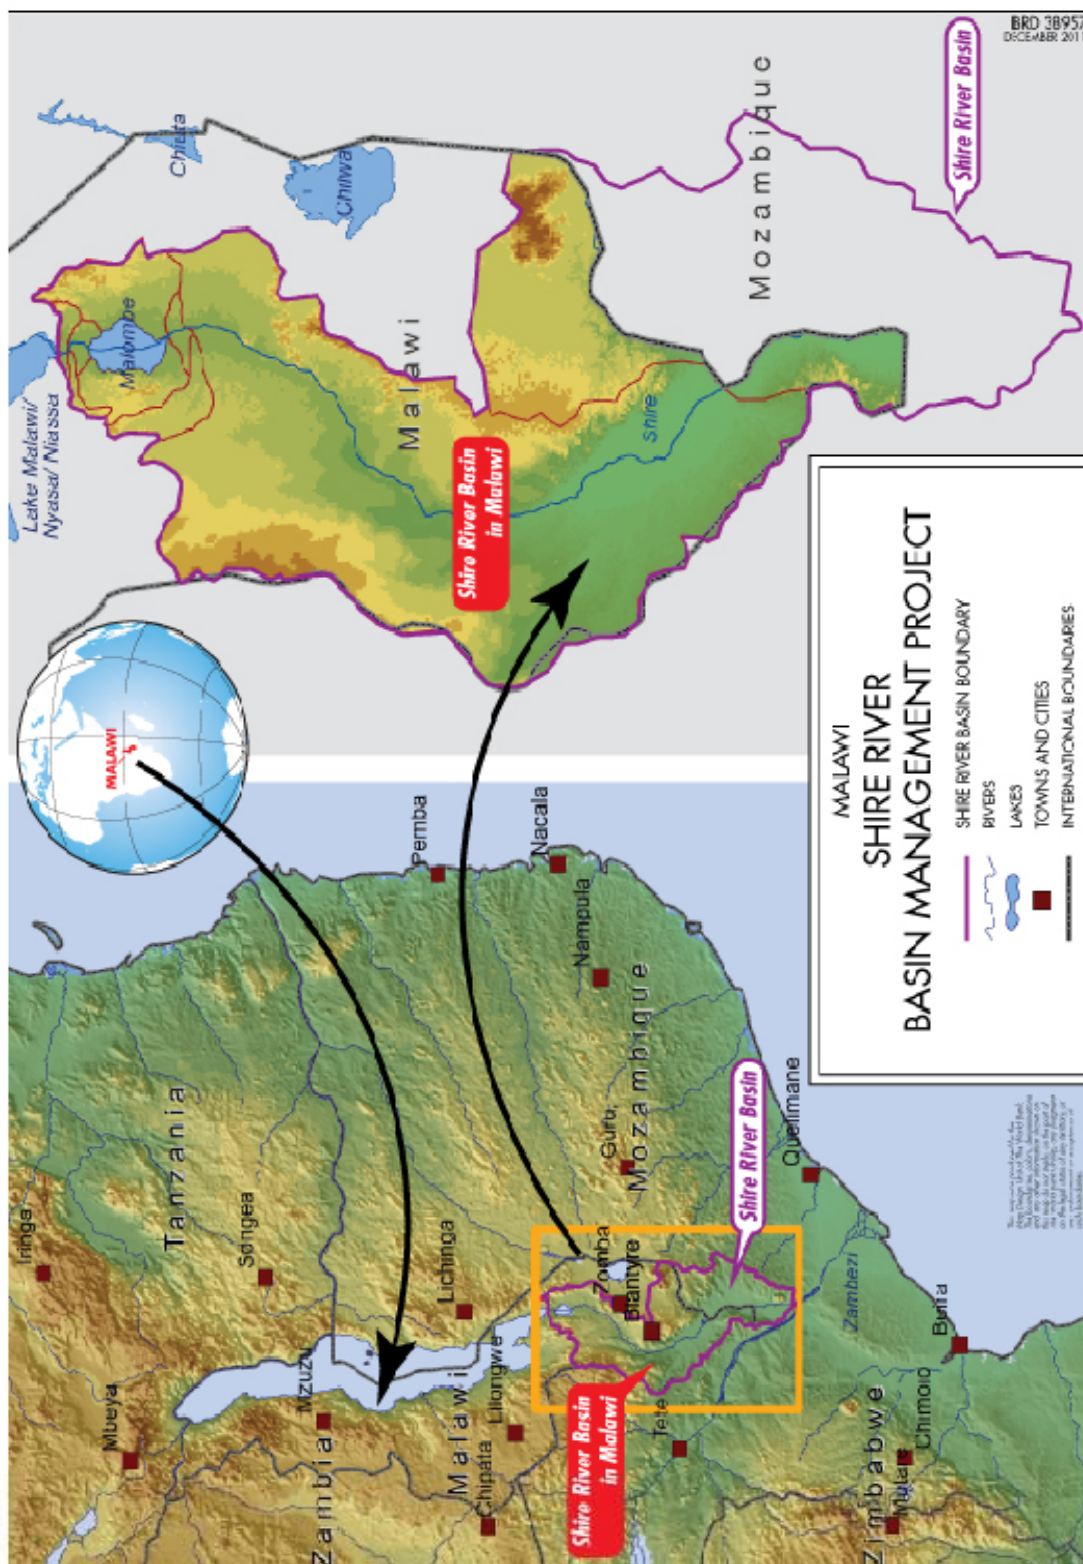 BRD 38957
DECEMBER 2011
Lake Malawi/
Nyasa/ Niassa
Malombe
Chiuta
Chilwa
Malawi
Shire River Basin
in Malawi
Shire
Mozambique
Shire River Basin
MALAWI
Iringa
Mbeya
Tanzania
Songea
Mzuzu
Zambia
Lichinga
Malawi
Lilongwe
Chipata
Pemba
Nacala
Nampula
Mozambique
Guru,
Zomba
Blantyre
Shire River Basin
Shire River Basin
in Malawi
Tete
Quelimane
Zambezi
Beira
Zimbabwe
Chimoio
Mutare
MALAWI
SHIRE RIVER
BASIN MANAGEMENT PROJECT
SHIRE RIVER BASIN BOUNDARY
RIVERS
LAKES
TOWNS AND CITIES
INTERNATIONAL BOUNDARIES